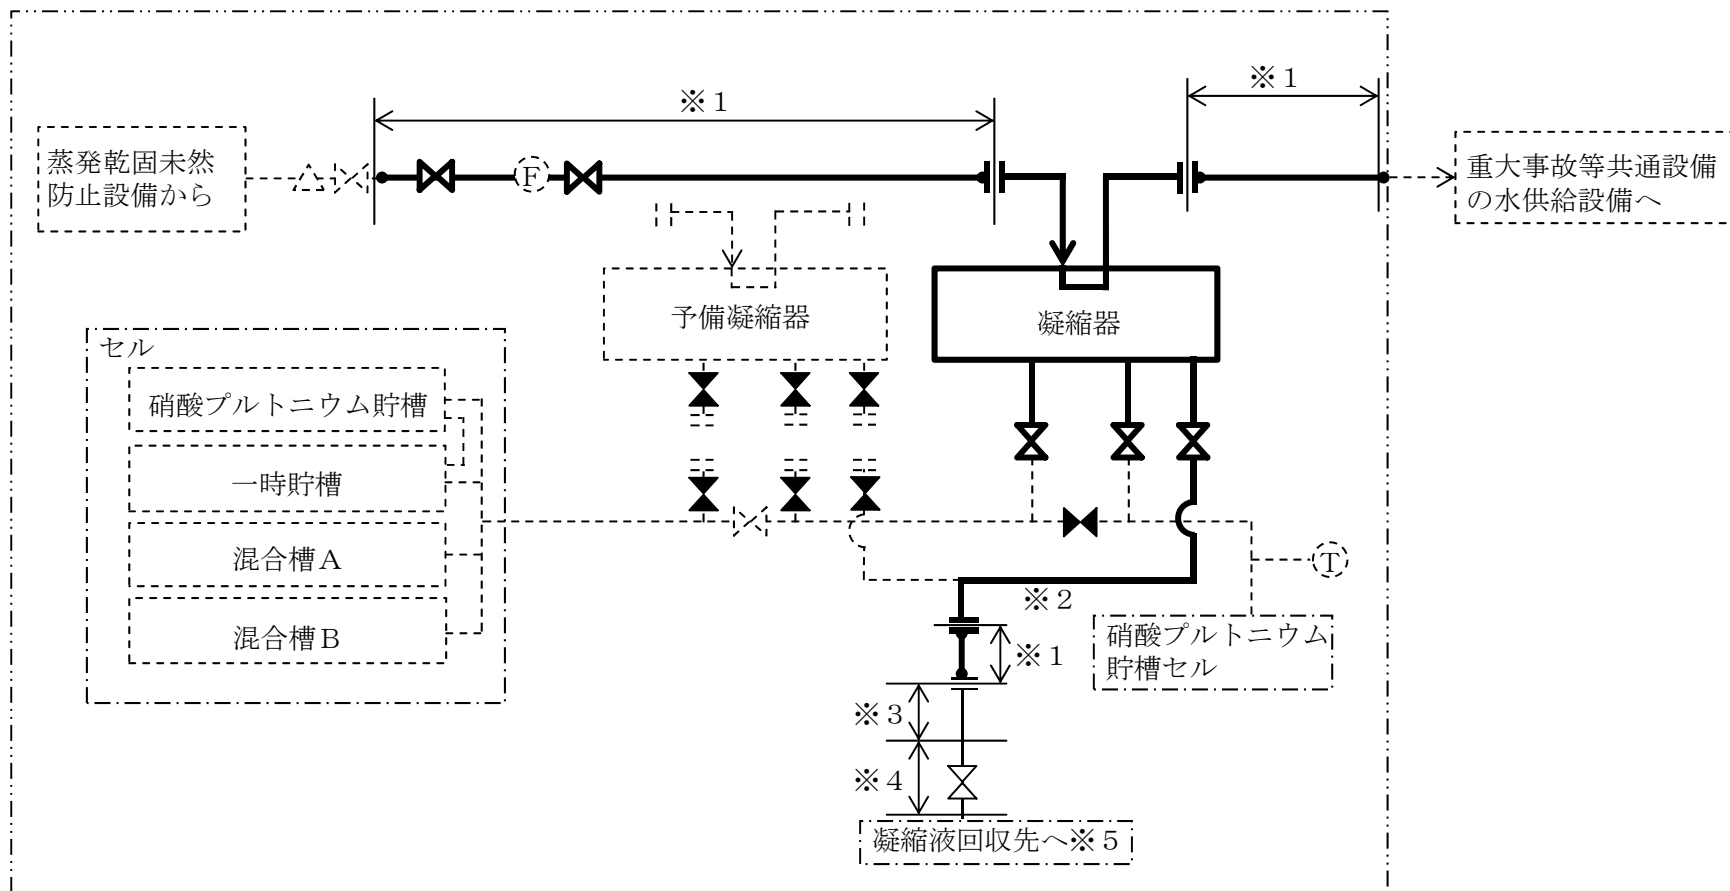 ※１
※１
蒸発乾固未然
防止設備から
F
重大事故等共通設備
の水供給設備へ
予備凝縮器
凝縮器
セル
硝酸プルトニウム貯槽
一時貯槽
混合槽Ａ
混合槽Ｂ
T
※２
硝酸プルトニウム
貯槽セル
※１
※３
※４
凝縮液回収先へ※５